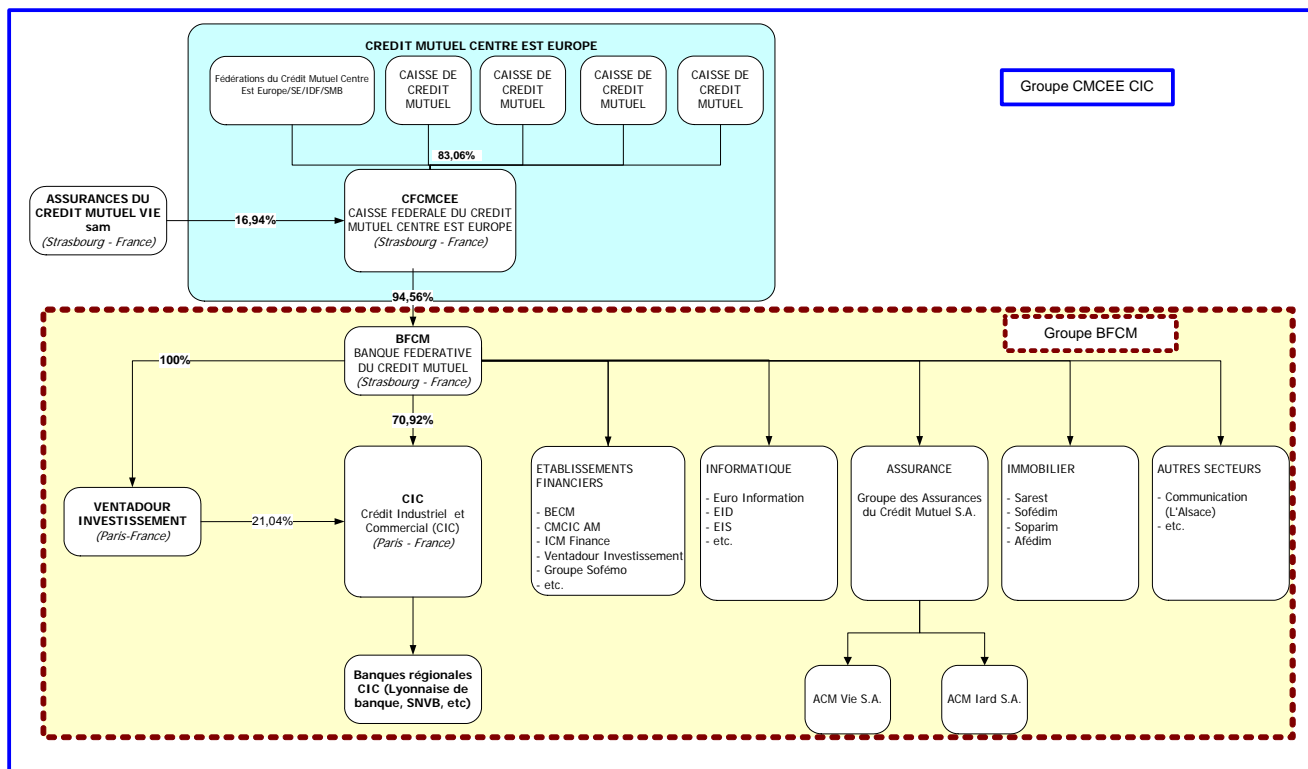 CREDIT MUTUEL CENTRE EST EUROPE
Groupe CMCEE CIC
Fédérations du Crédit Mutuel Centre
Est Europe/SE/IDF/SMB
CAISSE DE
CREDIT
MUTUEL
CAISSE DE
CREDIT
MUTUEL
CAISSE DE
CREDIT
MUTUEL
CAISSE DE
CREDIT
MUTUEL
83,06%
ASSURANCES DU
CREDIT MUTUEL VIE
sam
(Strasbourg - France)
16,94%
CFCMCEE
CAISSE FEDERALE DU CREDIT
MUTUEL CENTRE EST EUROPE
(Strasbourg - France)
94,56%
Groupe BFCM
BFCM
BANQUE FEDERATIVE
DU CREDIT MUTUEL
(Strasbourg - France)
100%
70,92%
VENTADOUR
INVESTISSEMENT
(Paris-France)
21,04%
CIC
Crédit Industriel et
Commercial (CIC)
(Paris - France)
ETABLISSEMENTS
FINANCIERS
- BECM
- CMCIC AM
- ICM Finance
- Ventadour Investissement
- Groupe Sofémo
- etc.
INFORMATIQUE
- Euro Information
- EID
- EIS
- etc.
ASSURANCE
Groupe des Assurances
du Crédit Mutuel S.A.
IMMOBILIER
- Sarest
- Sofédim
- Soparim
- Afédim
AUTRES SECTEURS
- Communication
(L'Alsace)
- etc.
Banques régionales
CIC (Lyonnaise de
banque, SNVB, etc)
ACM Vie S.A.
ACM Iard S.A.